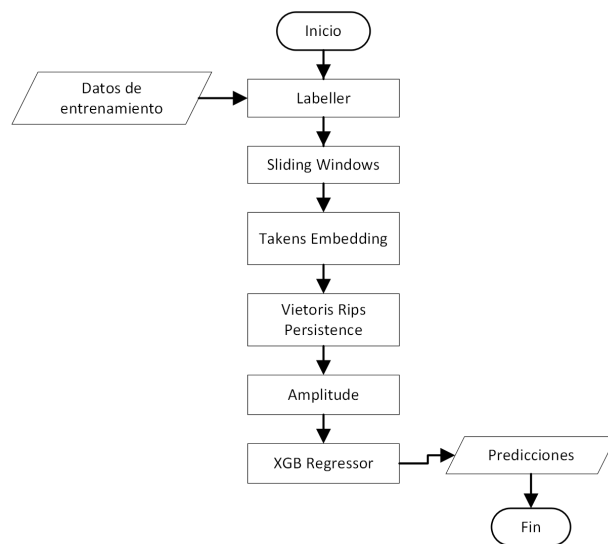 Inicio
Datos de
entrenamiento
Labeller
Sliding Windows
Takens Embedding
Vietoris Rips
Persistence
Amplitude
XGB Regressor
Predicciones
Fin